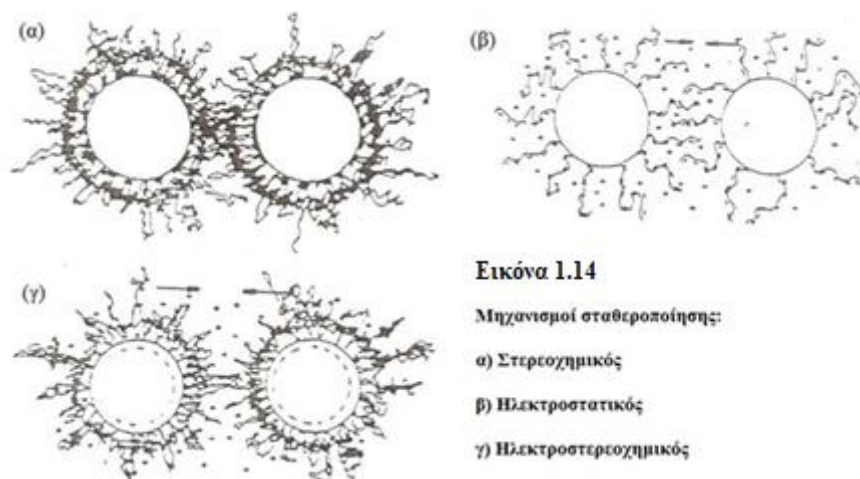 (α)
(β)
(γ)
Εικόνα 1.14
Μηχανισμοί σταθεροποίησης:
α) Στερεοχημικός
β) Ηλεκτροστατικός
γ) Ηλεκτροστερεοχημικός